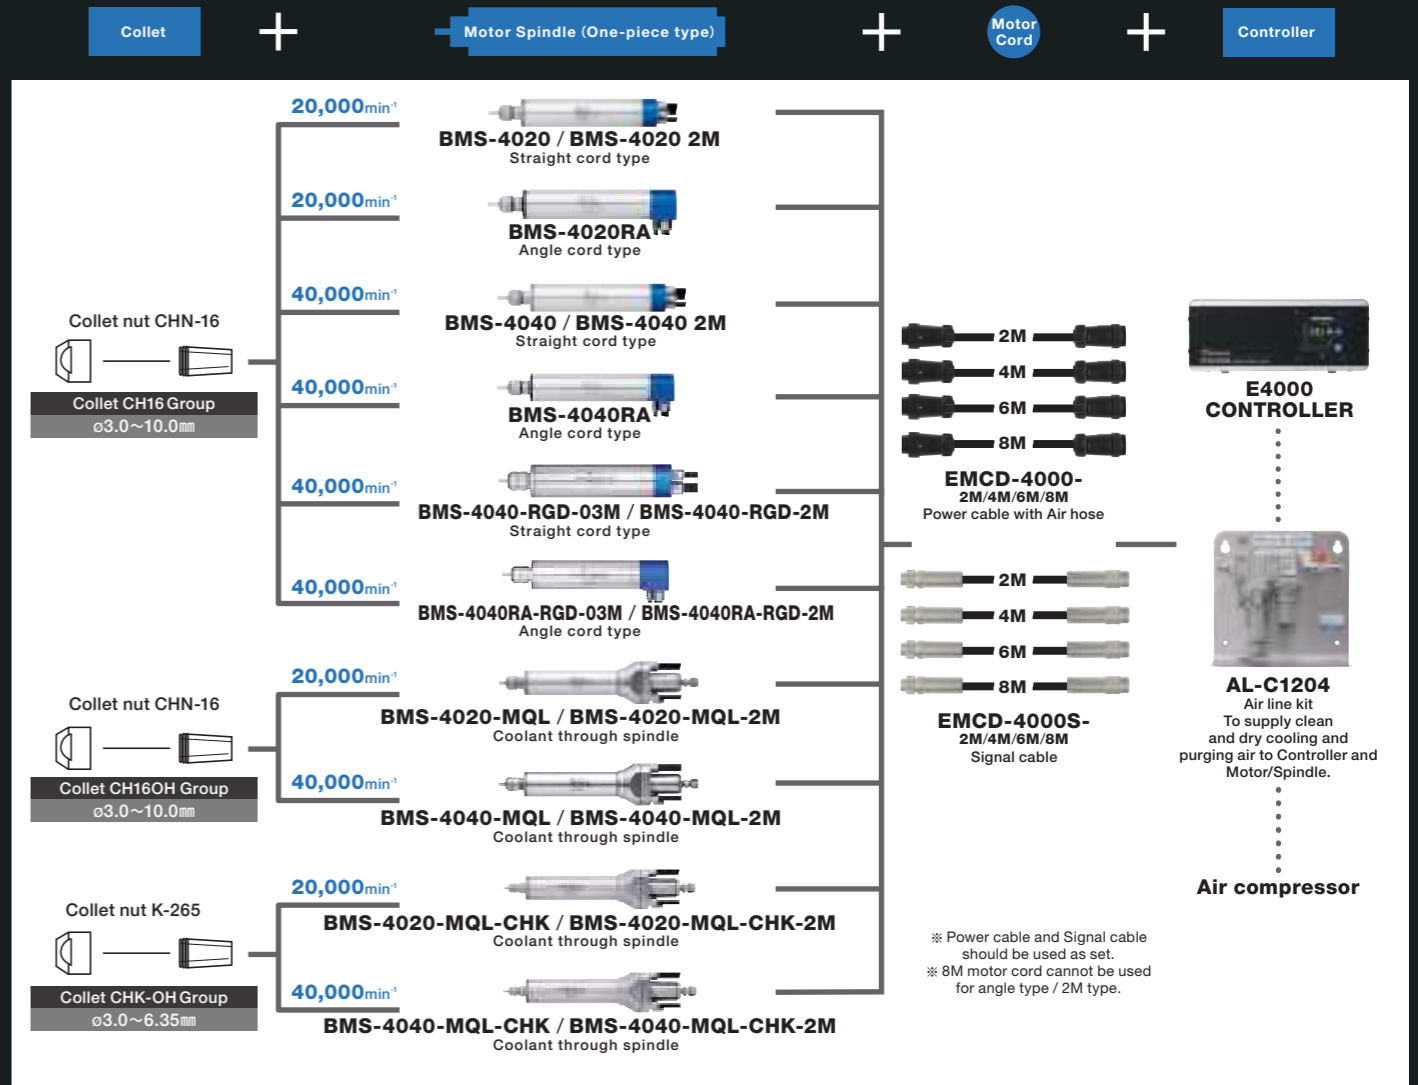 Collet
Motor Spindle (One-piece type)
Motor
Cord
Controller
20,000min⁻¹
BMS-4020 / BMS-4020 2M
Straight cord type
20,000min⁻¹
BMS-4020RA
Angle cord type
40,000min⁻¹
BMS-4040 / BMS-4040 2M
Straight cord type
40,000min⁻¹
BMS-4040RA
Angle cord type
40,000min⁻¹
BMS-4040-RGD-03M / BMS-4040-RGD-2M
Straight cord type
40,000min⁻¹
BMS-4040RA-RGD-03M / BMS-4040RA-RGD-2M
Angle cord type
Collet nut CHN-16
Collet CH16 Group
ø3.0～10.0㎜
20,000min⁻¹
BMS-4020-MQL / BMS-4020-MQL-2M
Coolant through spindle
40,000min⁻¹
BMS-4040-MQL / BMS-4040-MQL-2M
Coolant through spindle
Collet nut CHN-16
Collet CH16OH Group
ø3.0～10.0㎜
20,000min⁻¹
BMS-4020-MQL-CHK / BMS-4020-MQL-CHK-2M
Coolant through spindle
40,000min⁻¹
BMS-4040-MQL-CHK / BMS-4040-MQL-CHK-2M
Coolant through spindle
Collet nut K-265
Collet CHK-OH Group
ø3.0～6.35㎜
2M
4M
6M
8M
EMCD-4000-
2M/4M/6M/8M
Power cable with Air hose
2M
4M
6M
8M
EMCD-4000S-
2M/4M/6M/8M
Signal cable
※ Power cable and Signal cable
should be used as set.
※ 8M motor cord cannot be used
for angle type / 2M type.
E4000
CONTROLLER
AL-C1204
Air line kit
To supply clean
and dry cooling and
purging air to Controller and
Motor/Spindle.
Air compressor